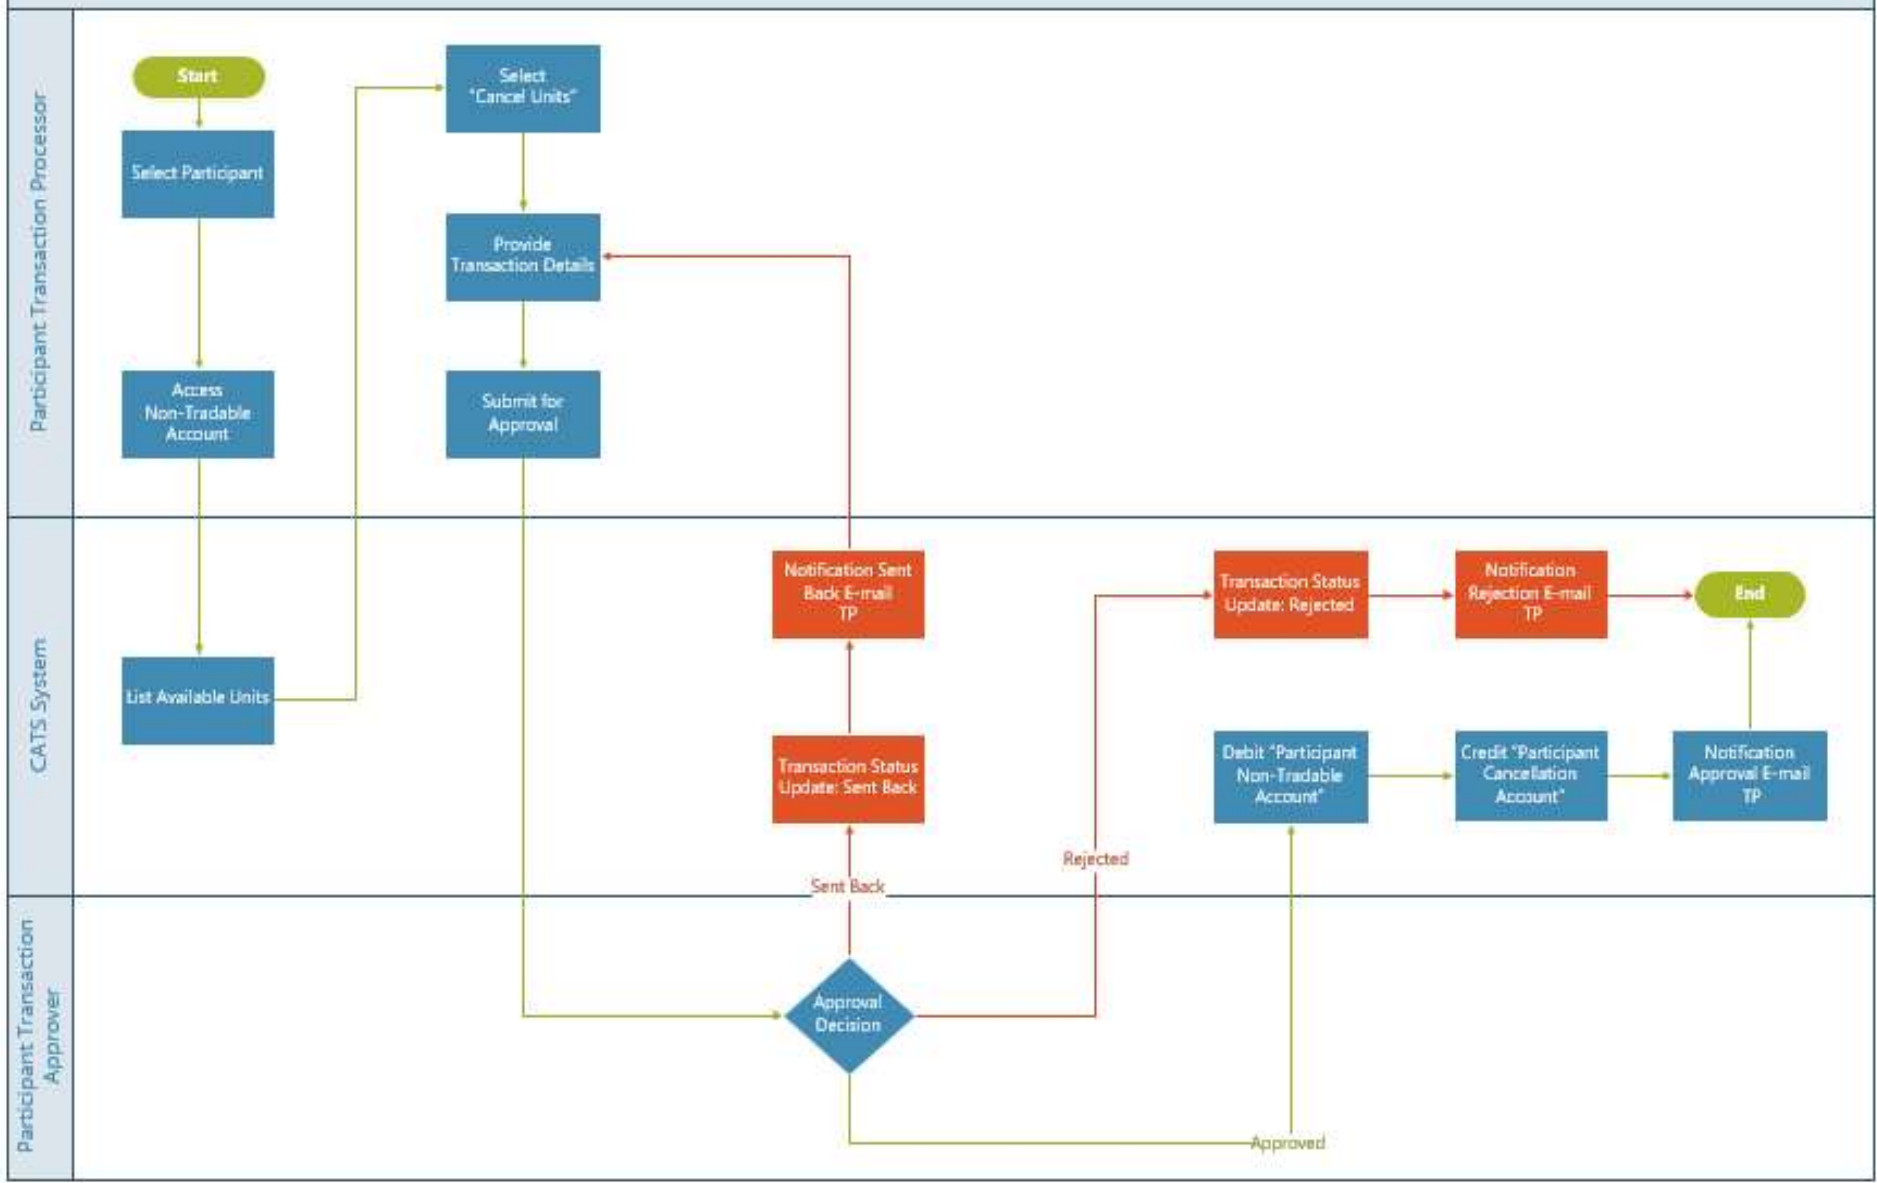 Participant Transaction Processor
Start
Select Participant
Access
Non-Tradable
Account
Select
"Cancel Units"
Provide
Transaction Details
Submit for
Approval
CATS System
List Available Units
Notification Sent
Back E-mail
TP
Transaction Status
Update: Sent Back
Sent Back
Rejected
Transaction Status
Update: Rejected
Notification
Rejection E-mail
TP
End
Debit "Participant
Non-Tradable
Account"
Credit "Participant
Cancellation
Account"
Notification
Approval E-mail
TP
Participant Transaction
Approver
Approval
Decision
Approved